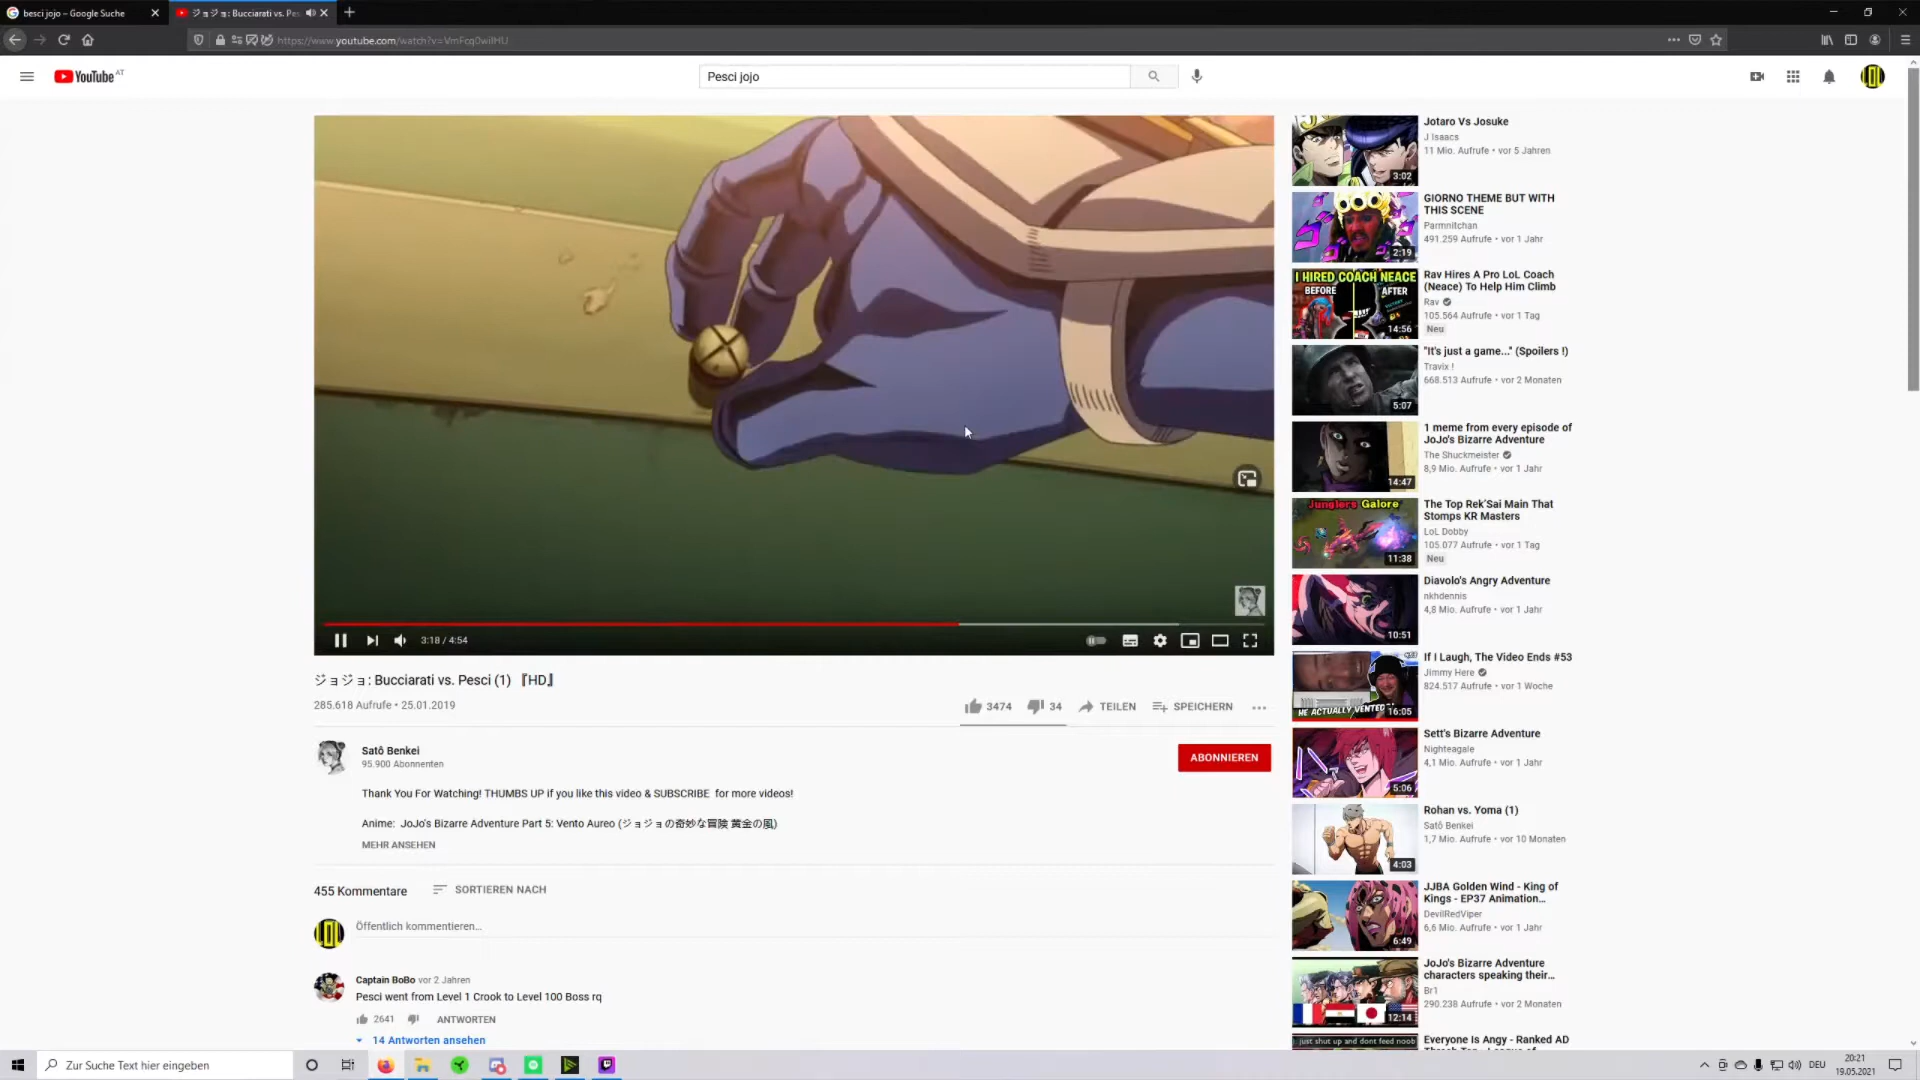 besci jojo – Google Suche
ジョジョ: Bucciarati vs. Pes
https://www.youtube.com/watch?v=VmFcq0wilHU
YouTube AT
Pesci jojo
3:18 / 4:54
ジョジョ: Bucciarati vs. Pesci (1) 『HD』
285.618 Aufrufe • 25.01.2019
3474
34
TEILEN
SPEICHERN
Satô Benkei
95.900 Abonnenten
ABONNIEREN
Thank You For Watching! THUMBS UP if you like this video & SUBSCRIBE for more videos!
Anime: JoJo's Bizarre Adventure Part 5: Vento Aureo (ジョジョの奇妙な冒険 黄金の風)
MEHR ANSEHEN
455 Kommentare
SORTIEREN NACH
Öffentlich kommentieren...
Captain BoBo vor 2 Jahren
Pesci went from Level 1 Crook to Level 100 Boss rq
2641
ANTWORTEN
14 Antworten ansehen
Jotaro Vs Josuke
J Isaacs
11 Mio. Aufrufe • vor 5 Jahren
3:02
GIORNO THEME BUT WITH
THIS SCENE
Parmnitchan
491.259 Aufrufe • vor 1 Jahr
2:19
I HIRED COACH NEACE
BEFORE
AFTER
14:56
Rav Hires A Pro LoL Coach
(Neace) To Help Him Climb
Rav
105.564 Aufrufe • vor 1 Tag
Neu
"It's just a game..." (Spoilers !)
Travix !
668.513 Aufrufe • vor 2 Monaten
5:07
1 meme from every episode of
JoJo's Bizarre Adventure
The Shuckmeister
8,9 Mio. Aufrufe • vor 1 Jahr
14:47
Junglers Galore
11:38
The Top Rek'Sai Main That
Stomps KR Masters
LoL Dobby
105.077 Aufrufe • vor 1 Tag
Neu
Diavolo's Angry Adventure
nkhdennis
4,8 Mio. Aufrufe • vor 1 Jahr
10:51
If I Laugh, The Video Ends #53
Jimmy Here
824.517 Aufrufe • vor 1 Woche
HE ACTUALLY VENTED
16:05
Sett's Bizarre Adventure
Nighteagale
4,1 Mio. Aufrufe • vor 1 Jahr
5:06
Rohan vs. Yoma (1)
Satô Benkei
1,7 Mio. Aufrufe • vor 10 Monaten
4:03
JJBA Golden Wind - King of
Kings - EP37 Animation...
DevilRedViper
6,6 Mio. Aufrufe • vor 1 Jahr
6:49
JoJo's Bizarre Adventure
characters speaking their...
Br1
290.238 Aufrufe • vor 2 Monaten
12:14
just shut up and dont feed noob
Everyone Is Angy - Ranked AD
Zur Suche Text hier eingeben
DEU
20:21
19.05.2021